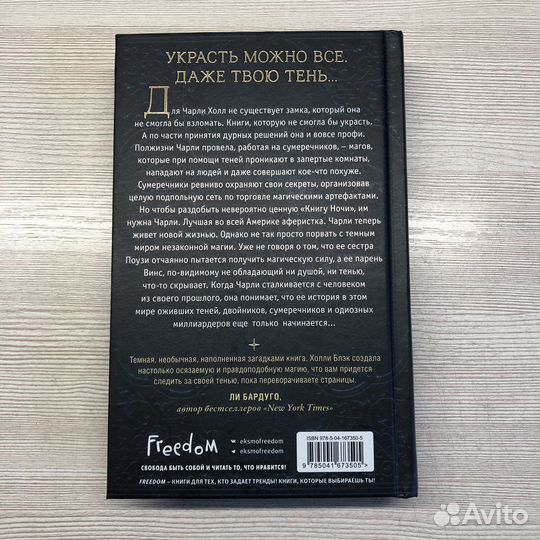 УКРАСТЬ МОЖНО ВСЕ.
ДАЖЕ ТВОЮ ТЕНЬ...
Для Чарли Холл не существует замка, который она
не смогла бы взломать. Книги, которую не смогла бы украсть.
А по части принятия дурных решений она и вовсе профи.
Полжизни Чарли провела, работая на сумеречников, – магов,
которые при помощи теней проникают в запертые комнаты,
нападают на людей и даже совершают кое-что похуже.
Сумеречники ревниво охраняют свои секреты, организовав
целую подпольную сеть по торговле магическими артефактами.
Но чтобы раздобыть невероятно ценную «Книгу Ночи», им
нужна Чарли. Лучшая во всей Америке аферистка. Чарли теперь
живет новой жизнью. Однако не так просто порвать с темным
миром незаконной магии. Уже не говоря о том, что ее сестра
Поузи отчаянно пытается получить магическую силу, а ее парень
Винс, по-видимому не обладающий ни душой, ни тенью,
что-то скрывает. Когда Чарли сталкивается с человеком
из своего прошлого, она понимает, что ее история в этом
мире оживших теней, двойников, сумеречников и одиозных
миллиардеров еще только начинается...
Темная, необычная, наполненная загадками книга. Холли Блэк создала
настолько осязаемую и правдоподобную магию, что вам придется
следить за своей тенью, пока переворачиваете страницы.
ЛИ БАРДУГО,
автор бестселлеров «New York Times»
Freedom
eksmofreedom
eksmofreedom
СВОБОДА БЫТЬ СОБОЙ И ЧИТАТЬ ТО, ЧТО НРАВИТСЯ!
FREEDOM – КНИГИ ДЛЯ ТЕХ, КТО ЗАДАЕТ ТРЕНДЫ! КНИГИ, КОТОРЫЕ ВЫБИРАЕШЬ ТЫ!
ISBN 978-5-04-167350-5
9 785041 673505 >
Avito